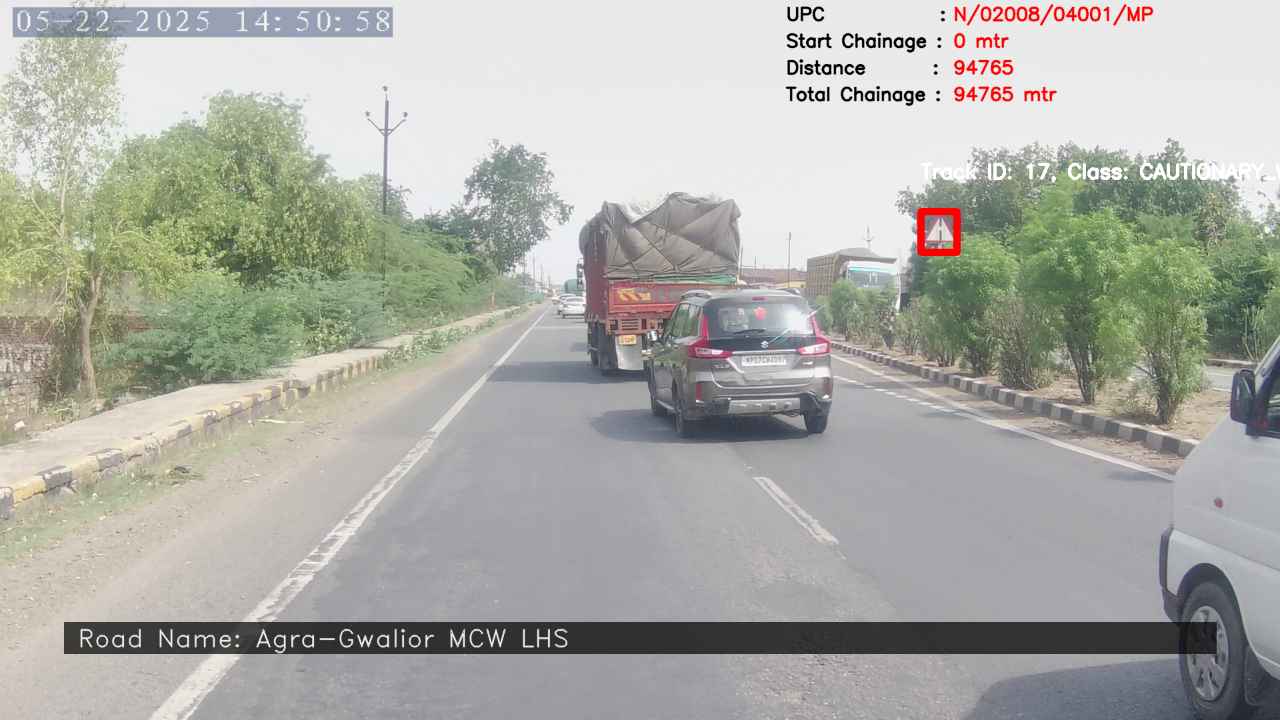 05-22-2025 14:50:58
UPC : N/02008/04001/MP
Start Chainage : 0 mtr
Distance : 94765
Total Chainage : 94765 mtr
Track ID: 17, Class: CAUTIONARY_
Road Name: Agra-Gwalior MCW LHS